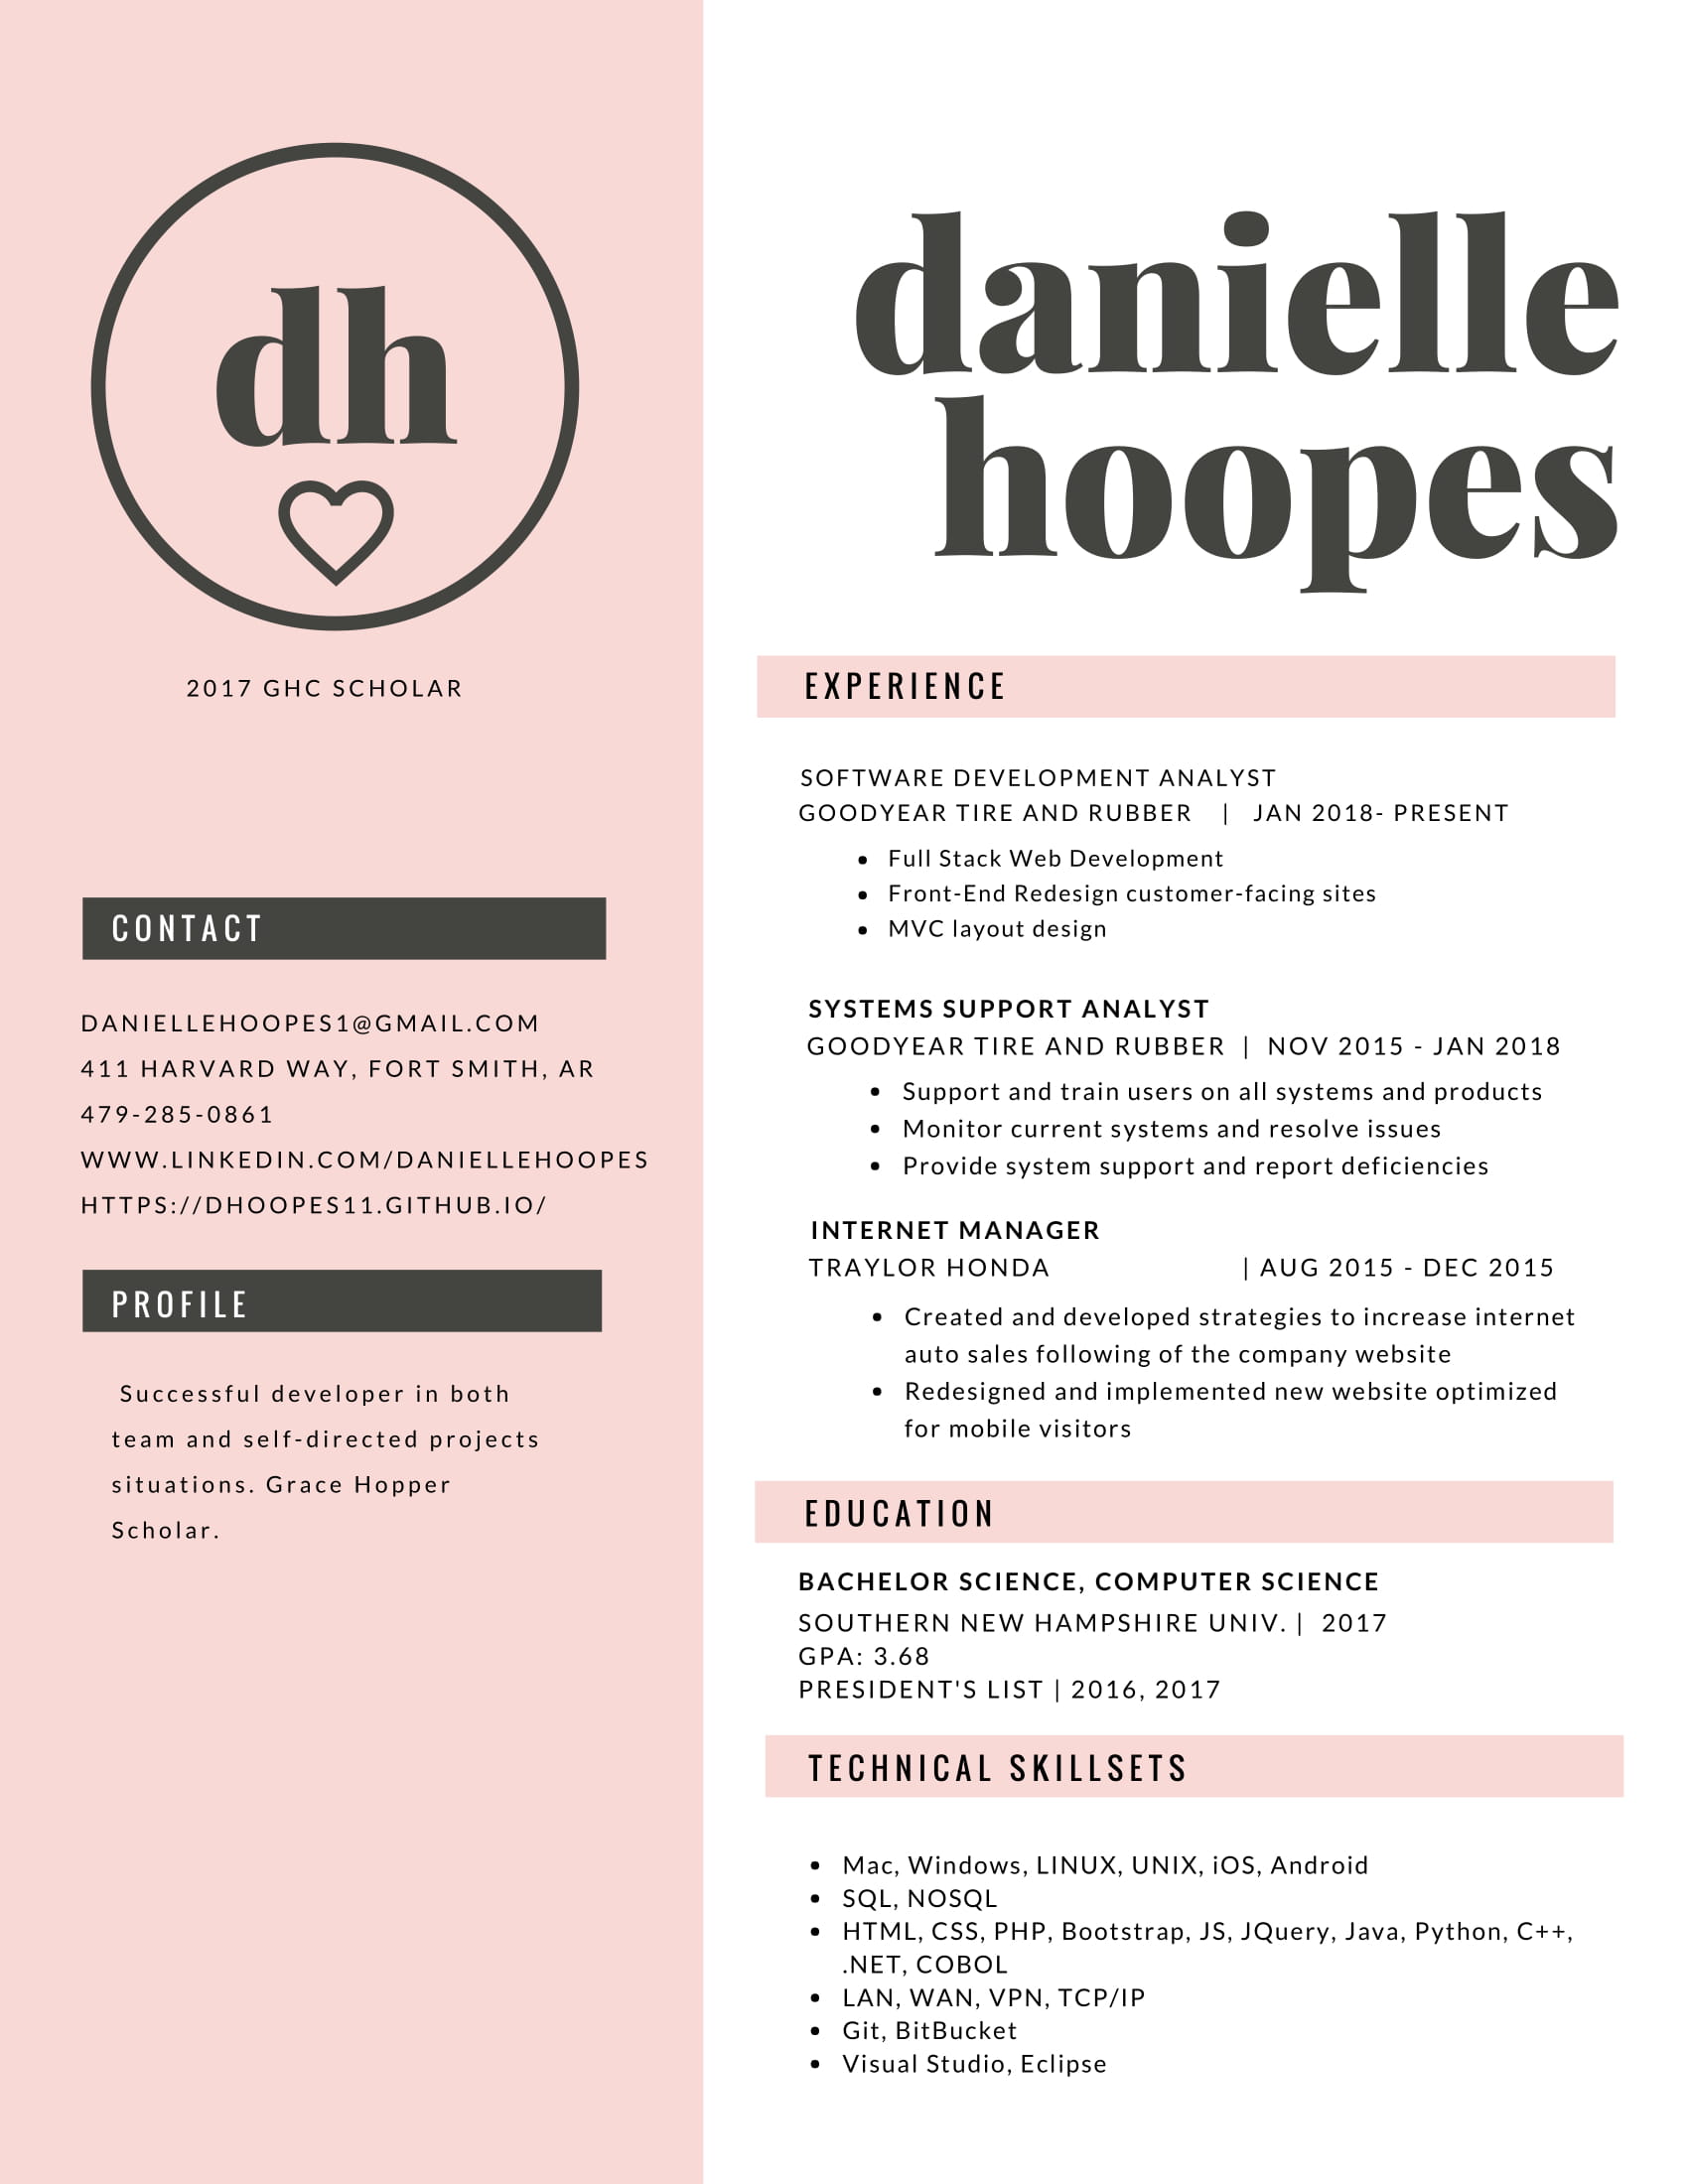 dh
2017 GHC SCHOLAR
CONTACT
DANIELLEHOOPES1@GMAIL.COM
411 HARVARD WAY, FORT SMITH, AR
479-285-0861
WWW.LINKEDIN.COM/DANIELLEHOOPES
HTTPS://DHOOPES11.GITHUB.IO/
PROFILE
Successful developer in both
team and self-directed projects
situations. Grace Hopper
Scholar.
danielle
hoopes
EXPERIENCE
SOFTWARE DEVELOPMENT ANALYST
GOODYEAR TIRE AND RUBBER | JAN 2018- PRESENT
• Full Stack Web Development
• Front-End Redesign customer-facing sites
• MVC layout design
SYSTEMS SUPPORT ANALYST
GOODYEAR TIRE AND RUBBER | NOV 2015 - JAN 2018
• Support and train users on all systems and products
• Monitor current systems and resolve issues
• Provide system support and report deficiencies
INTERNET MANAGER
TRAYLOR HONDA | AUG 2015 - DEC 2015
• Created and developed strategies to increase internet
auto sales following of the company website
• Redesigned and implemented new website optimized
for mobile visitors
EDUCATION
BACHELOR SCIENCE, COMPUTER SCIENCE
SOUTHERN NEW HAMPSHIRE UNIV. | 2017
GPA: 3.68
PRESIDENT'S LIST | 2016, 2017
TECHNICAL SKILLSETS
• Mac, Windows, LINUX, UNIX, iOS, Android
• SQL, NOSQL
• HTML, CSS, PHP, Bootstrap, JS, JQuery, Java, Python, C++,
.NET, COBOL
• LAN, WAN, VPN, TCP/IP
• Git, BitBucket
• Visual Studio, Eclipse